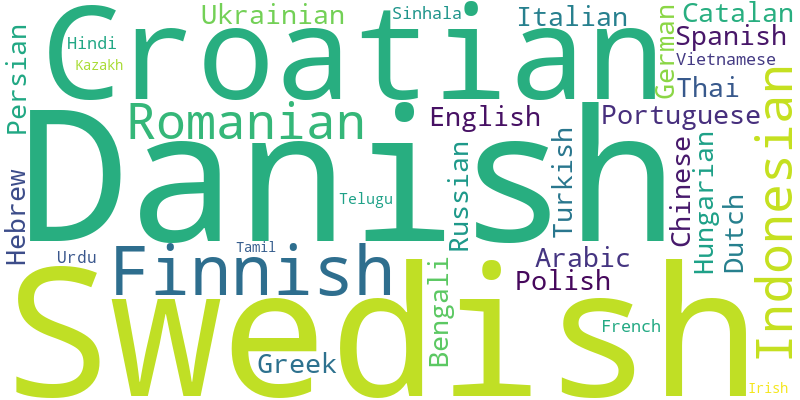 Croatian
Ukrainian
Sinhala
Italian
German
Catalan
Spanish
Vietnamese
Thai
Persian
Hindi
Kazakh
Romanian
English
Portuguese
Danish
Telugu
Russian
Turkish
Chinese
Hungarian
Dutch
Indonesian
Hebrew
Urdu
Tamil
Finnish
Arabic
Polish
Bengali
Swedish
Greek
French
Irish